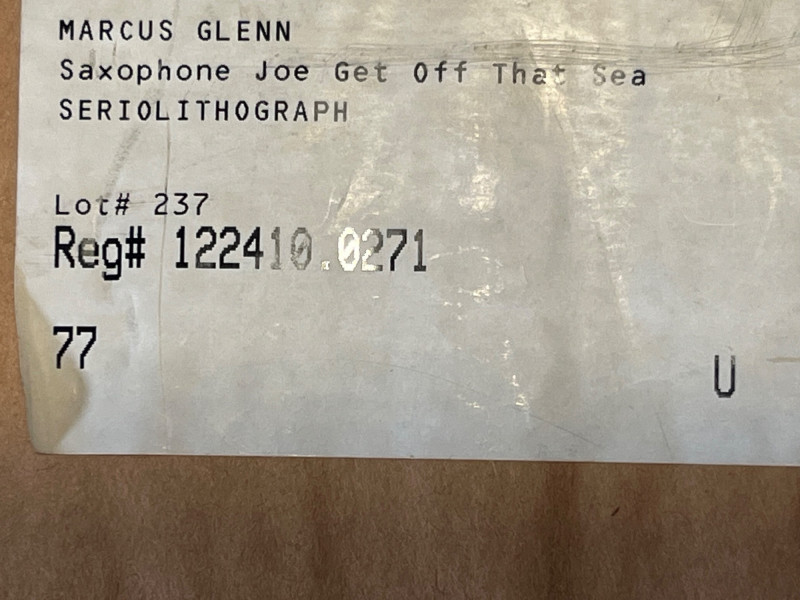 MARCUS GLENN
Saxophone Joe Get Off That Sea
SERIOLITHOGRAPH
Lot# 237
Reg# 122410.0271
77
U